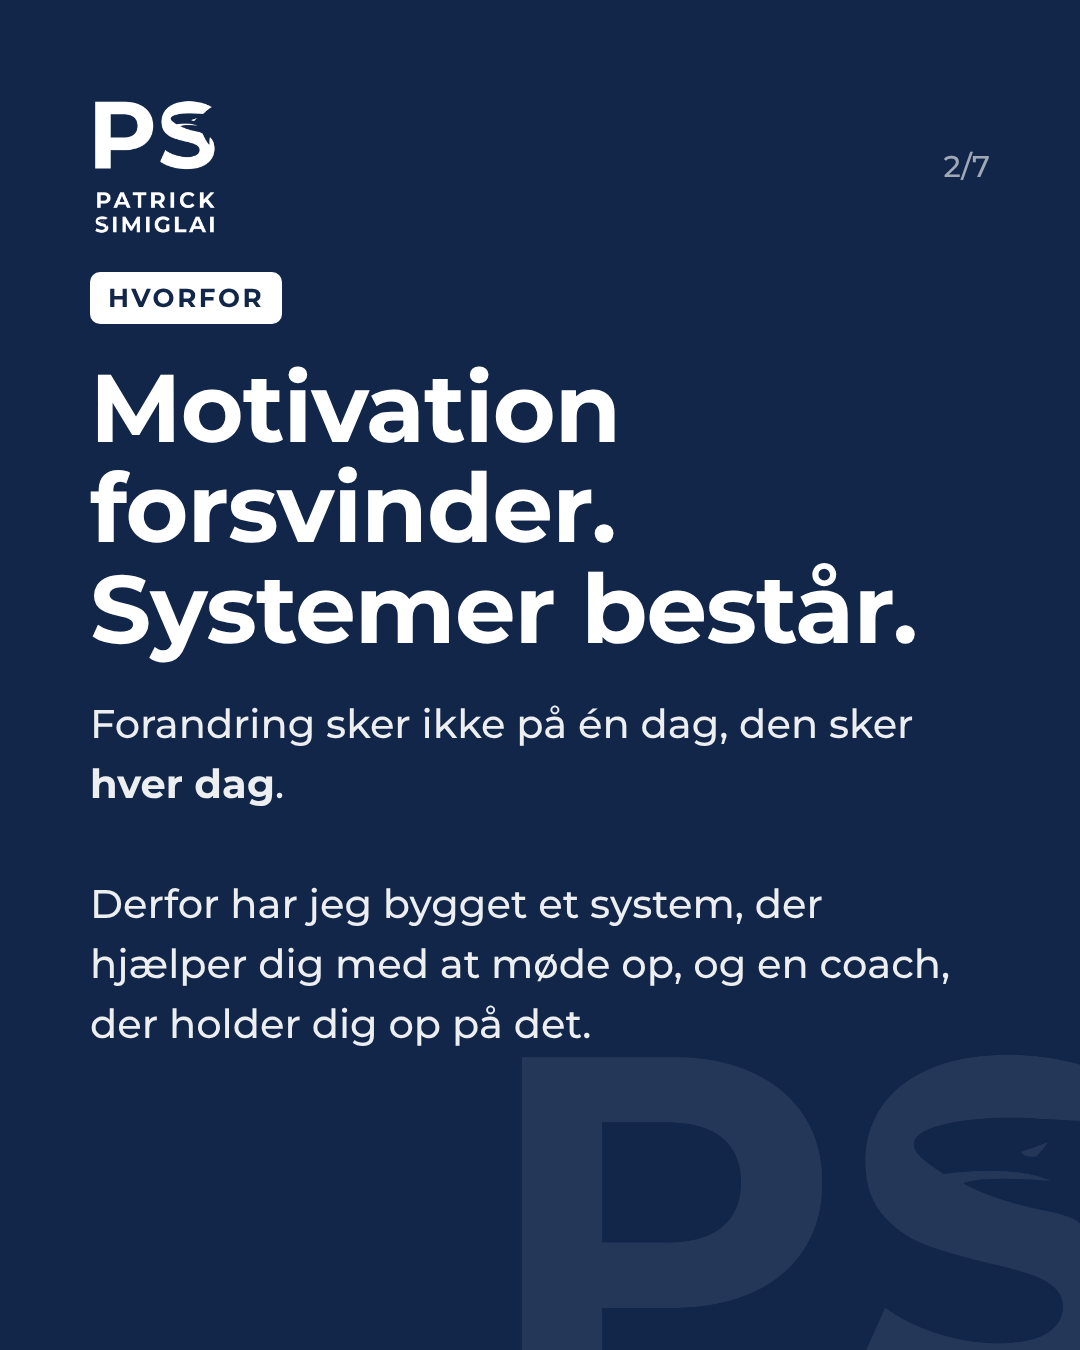 PS
PATRICK
SIMIGLAI
2/7
HVORFOR
Motivation
forsvinder.
Systemer består.
Forandring sker ikke på én dag, den sker
hver dag.
Derfor har jeg bygget et system, der
hjælper dig med at møde op, og en coach,
der holder dig op på det.
PS